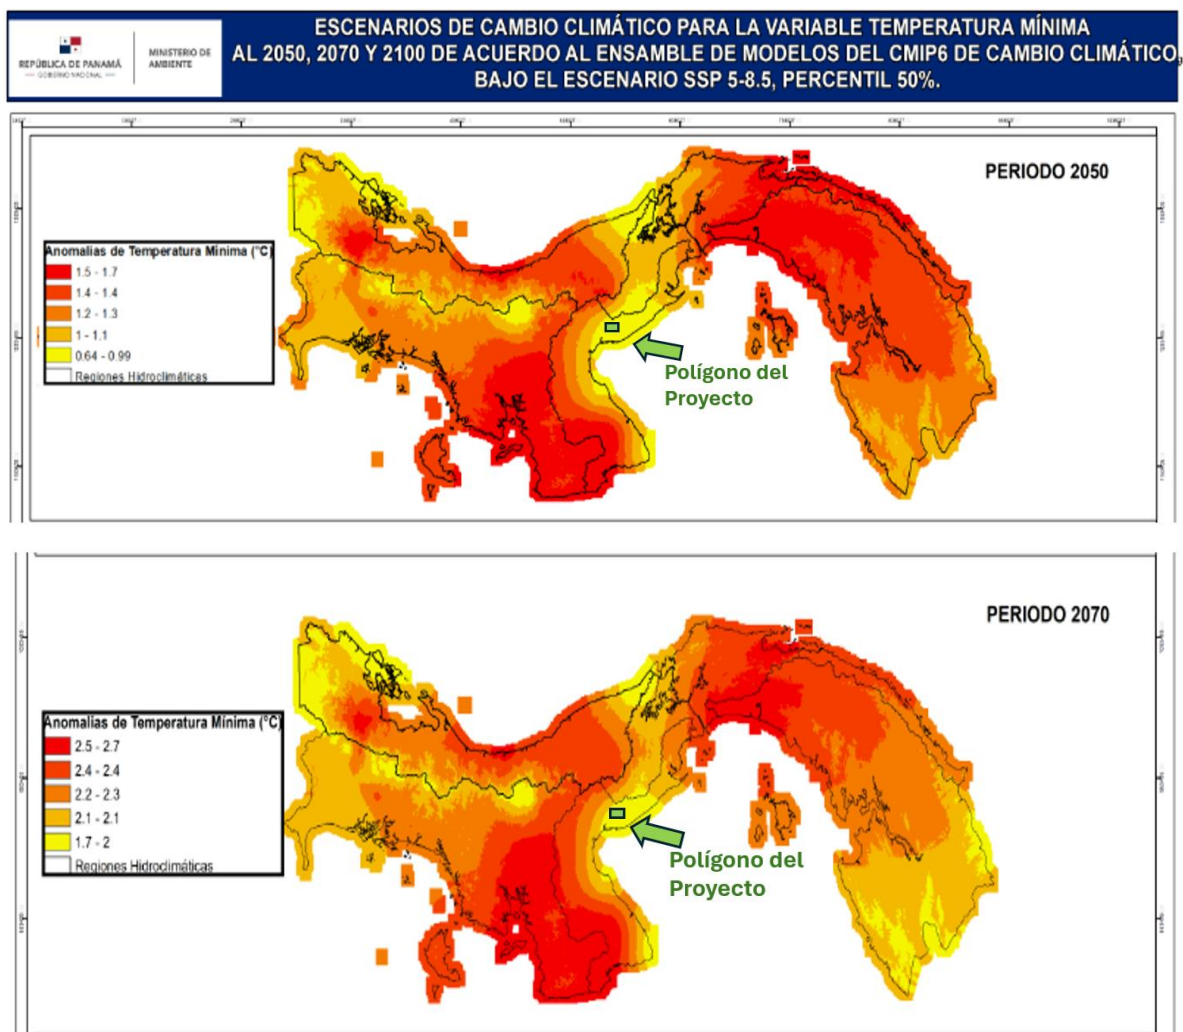 REPÚBLICA DE PANAMÁ
GOBIERNO NACIONAL
MINISTERIO DE
AMBIENTE
ESCENARIOS DE CAMBIO CLIMÁTICO PARA LA VARIABLE TEMPERATURA MÍNIMA
AL 2050, 2070 Y 2100 DE ACUERDO AL ENSAMBLE DE MODELOS DEL CMIP6 DE CAMBIO CLIMÁTICO,
BAJO EL ESCENARIO SSP 5-8.5, PERCENTIL 50%.
PERIODO 2050
Anomalias de Temperatura Mínima (°C)
1.5 - 1.7
1.4 - 1.4
1.2 - 1.3
1 - 1.1
0.64 - 0.99
Regiones Hidroclimáticas
Polígono del
Proyecto
PERIODO 2070
Anomalias de Temperatura Mínima (°C)
2.5 - 2.7
2.4 - 2.4
2.2 - 2.3
2.1 - 2.1
1.7 - 2
Regiones Hidroclimáticas
Polígono del
Proyecto